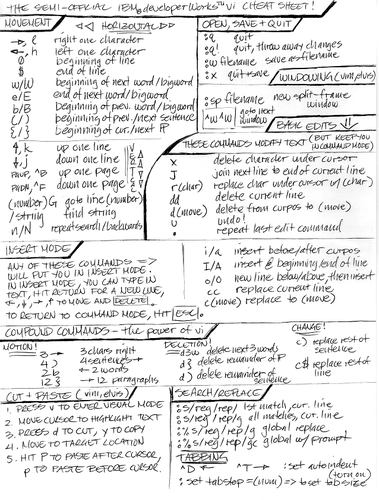 THE SEMI-OFFICIAL IBM developerWorks™ vi CHEAT SHEET!
MOVEMENT
◁◁ HORIZONTAL ▷▷
→, l right one character
←, h left one character
0 beginning of line
$ end of line
w/W beginning of next word/bigword
e/E end of next word/bigword
b/B beginning of prev. word/bigword
(/) beginning of prev./next sentence
{/} beginning of cur./next ¶
↑, k up one line
↓, j down one line
PAUP, ^B up one page
PADN, ^F down one page
(number)G goto line (number)
/string find string
n/N repeat search/backwards
OPEN, SAVE + QUIT
:q quit
:q! quit, throw away changes
:w filename save as filename
:x quit + save
WINDOWING (vim, elvis)
:sp filename new split-frame window
^W ^W goto next window
BASIC EDITS
THESE COMMANDS MODIFY TEXT (BUT KEEP YOU IN COMMAND MODE)
x delete character under cursor
J join next line to end of current line
r(char) replace char under cursor w/(char)
dd delete current line
d(move) delete from curpos to (move)
u undo!
. repeat last edit command
INSERT MODE
ANY OF THESE COMMANDS ⇒
WILL PUT YOU IN INSERT MODE.
IN INSERT MODE, YOU CAN TYPE IN
TEXT, HIT RETURN FOR A NEW LINE,
←, ↓, →, ↑ TO MOVE AND DELETE.
TO RETURN TO COMMAND MODE, HIT ESC.
i/a insert before/after curpos
I/A insert @ beginning/end of line
o/O new line below/above, then insert
cc replace current line
c(move) replace to (move)
COMPOUND COMMANDS - the power of vi
MOTION!
3→ 3 chars right
4) 4 sentences →
2b ← 2 words
12} → 12 paragraphs
DELETION!
d3w delete next 3 words
d} delete remainder of ¶
d) delete remainder of sentence
CHANGE!
c) replace rest of sentence
c$ replace rest of line
CUT + PASTE (vim, elvis)
1. PRESS v TO ENTER VISUAL MODE
2. MOVE CURSOR TO HIGHLIGHT TEXT
3. PRESS d TO CUT, y TO COPY
4. MOVE TO TARGET LOCATION
5. HIT P TO PASTE AFTER CURSOR,
p TO PASTE BEFORE CURSOR.
SEARCH/REPLACE
:s/reg/rep/ 1st match, cur. line
:s/reg/rep/g all matches, cur. line
:%s/reg/rep/g global replace
:%s/reg/rep/gc global w/ prompt
TABBING
^D ← ^T → :set autoindent (turn on)
:set tabstop=(num) ⇒ set tab size